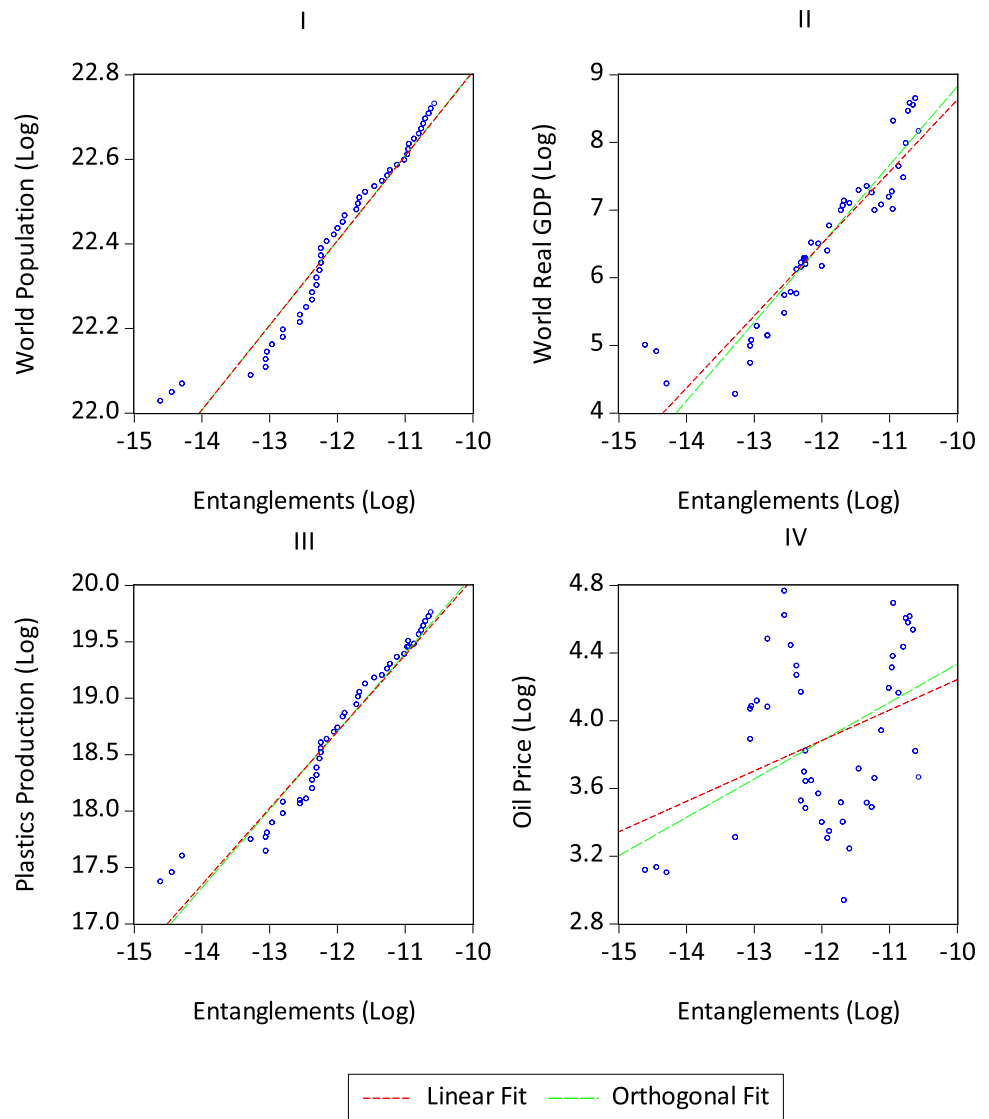 I
World Population (Log)
22.8
22.6
22.4
22.2
22.0
-15 -14 -13 -12 -11 -10
Entanglements (Log)
II
World Real GDP (Log)
9
8
7
6
5
4
-15 -14 -13 -12 -11 -10
Entanglements (Log)
III
Plastics Production (Log)
20.0
19.5
19.0
18.5
18.0
17.5
17.0
-15 -14 -13 -12 -11 -10
Entanglements (Log)
IV
Oil Price (Log)
4.8
4.4
4.0
3.6
3.2
2.8
-15 -14 -13 -12 -11 -10
Entanglements (Log)
Linear Fit Orthogonal Fit